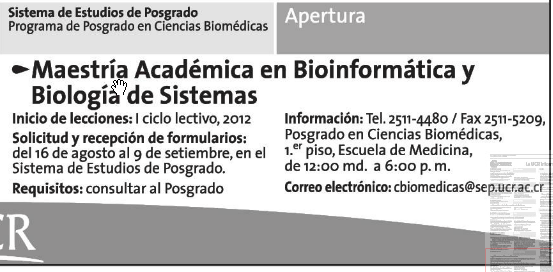 Sistema de Estudios de Posgrado
Programa de Posgrado en Ciencias Biomédicas
Apertura
Maestría Académica en Bioinformática y
Biología de Sistemas
Inicio de lecciones: I ciclo lectivo, 2012
Solicitud y recepción de formularios:
del 16 de agosto al 9 de setiembre, en el
Sistema de Estudios de Posgrado.
Requisitos: consultar al Posgrado
Información: Tel. 2511-4480 / Fax 2511-5209,
Posgrado en Ciencias Biomédicas,
1.er piso, Escuela de Medicina,
de 12:00 md. a 6:00 p. m.
Correo electrónico: cbiomedicas@sep.ucr.ac.cr
CR